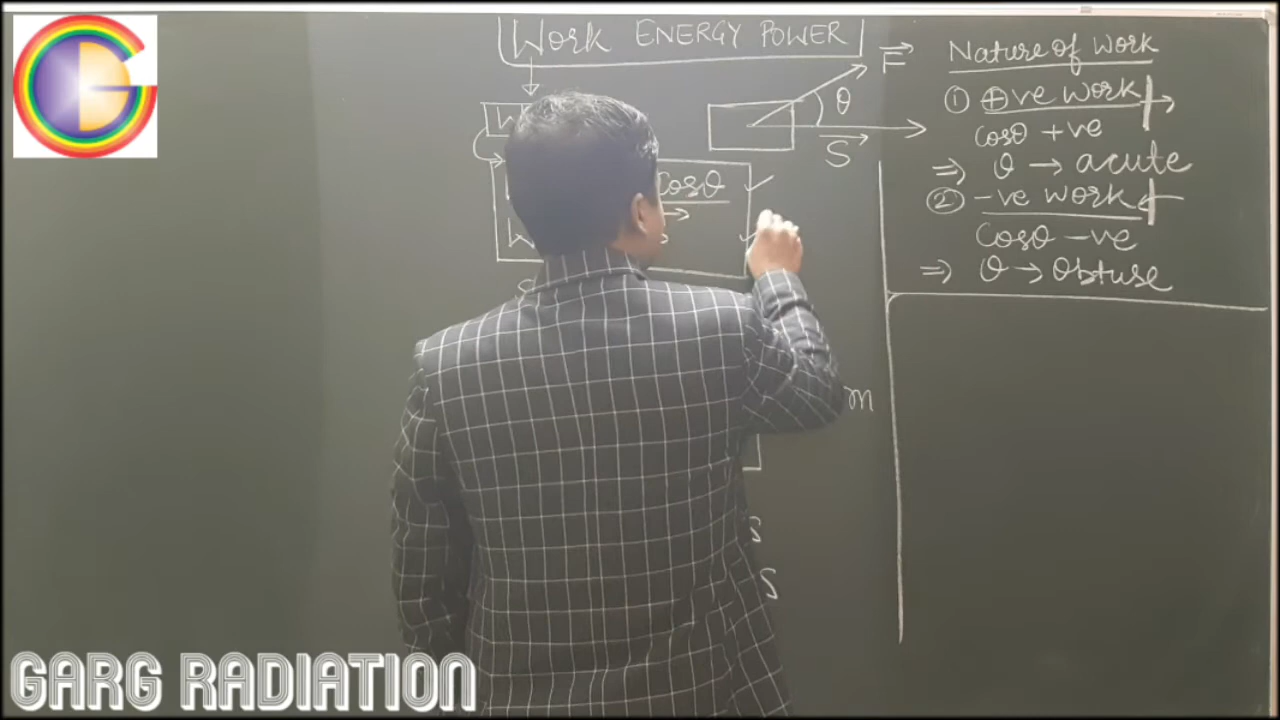 Work ENERGY POWER
F
θ
S
W
Cosθ
W
S
m
S
S
Nature of work
① +ve work
cosθ +ve
⇒ θ → acute
② -ve work
Cosθ -ve
⇒ θ → Obtuse
GARG RADIATION